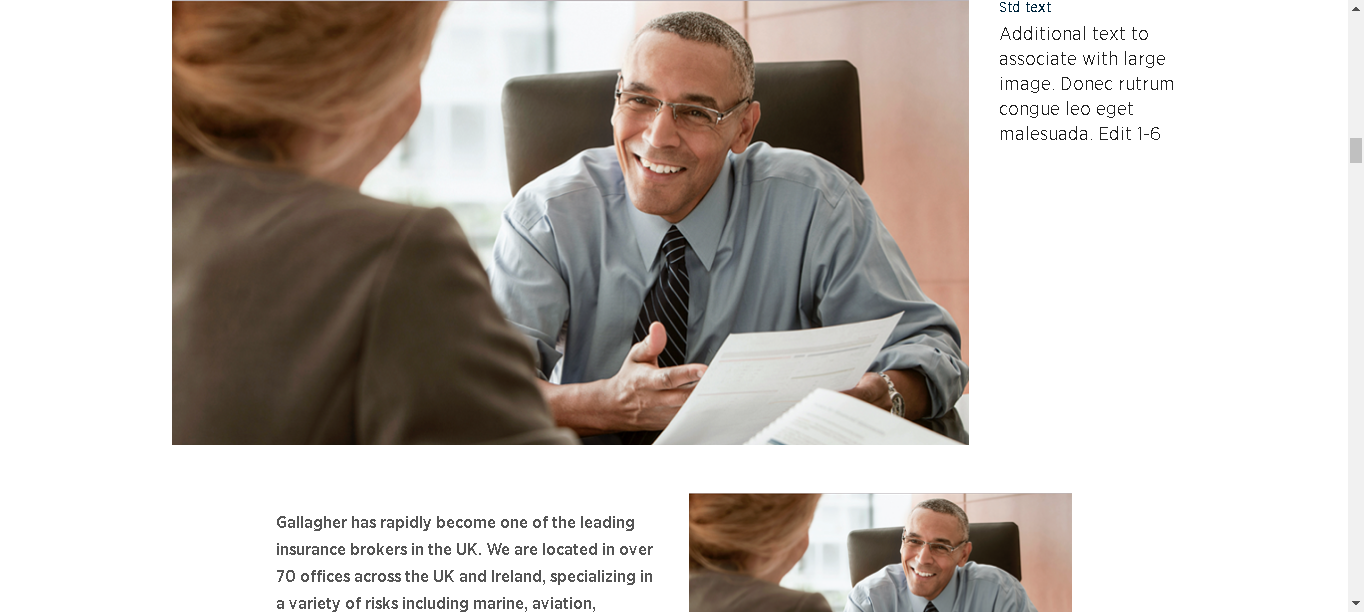 Std text
Additional text to
associate with large
image. Donec rutrum
congue leo eget
malesuada. Edit 1-6
Gallagher has rapidly become one of the leading
insurance brokers in the UK. We are located in over
70 offices across the UK and Ireland, specializing in
a variety of risks including marine, aviation,